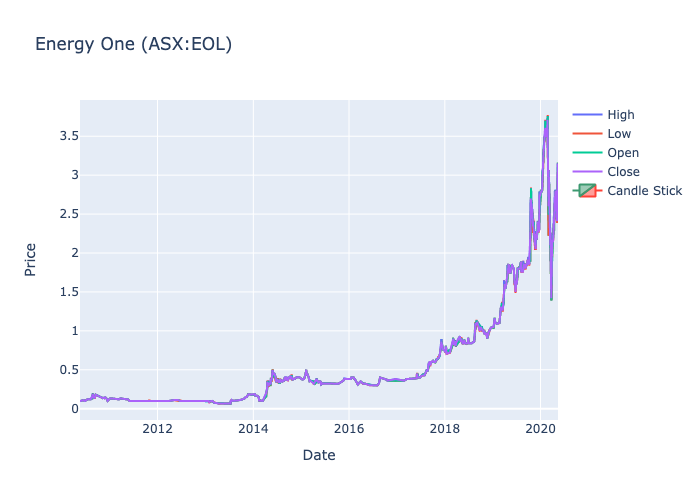 Energy One (ASX:EOL)
High
Low
Open
Close
Candle Stick
3.5
3
2.5
2
1.5
1
0.5
0
Price
2012
2014
2016
2018
2020
Date